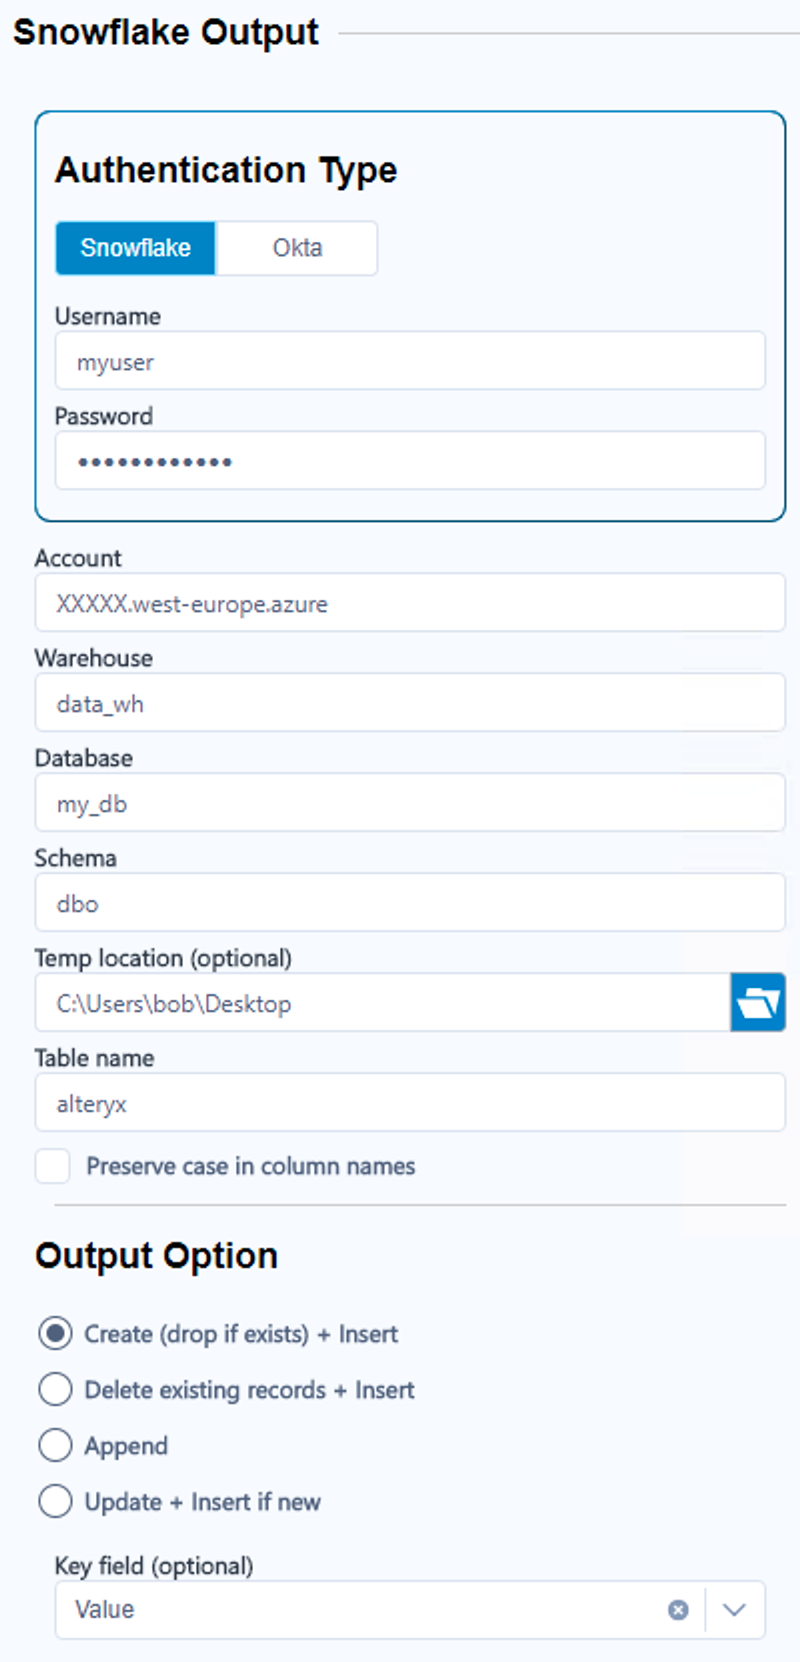 Snowflake Output
Authentication Type
Snowflake Okta
Username
myuser
Password
••••••••••••
Account
XXXXX.west-europe.azure
Warehouse
data_wh
Database
my_db
Schema
dbo
Temp location (optional)
C:\Users\bob\Desktop
Table name
alteryx
Preserve case in column names
Output Option
Create (drop if exists) + Insert
Delete existing records + Insert
Append
Update + Insert if new
Key field (optional)
Value